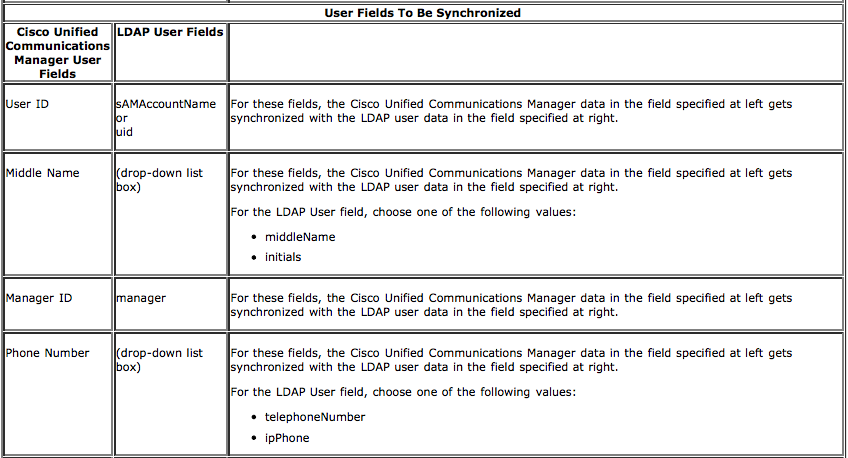 User Fields To Be Synchronized
Cisco Unified
Communications
Manager User
Fields
LDAP User Fields
User ID
sAMAccountName
or
uid
For these fields, the Cisco Unified Communications Manager data in the field specified at left gets
synchronized with the LDAP user data in the field specified at right.
Middle Name
(drop-down list
box)
For these fields, the Cisco Unified Communications Manager data in the field specified at left gets
synchronized with the LDAP user data in the field specified at right.
For the LDAP User field, choose one of the following values:
• middleName
• initials
Manager ID
manager
For these fields, the Cisco Unified Communications Manager data in the field specified at left gets
synchronized with the LDAP user data in the field specified at right.
Phone Number
(drop-down list
box)
For these fields, the Cisco Unified Communications Manager data in the field specified at left gets
synchronized with the LDAP user data in the field specified at right.
For the LDAP User field, choose one of the following values:
• telephoneNumber
• ipPhone